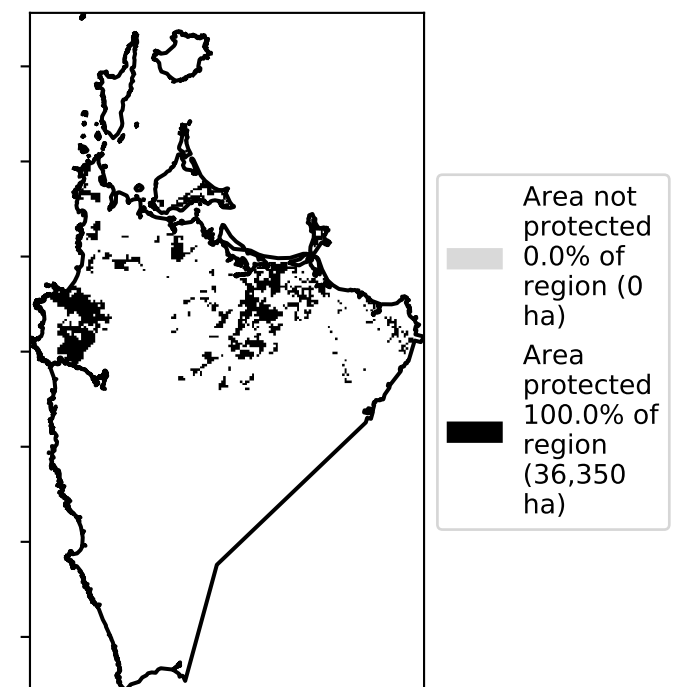 Area not
protected
0.0% of
region (0
ha)
Area
protected
100.0% of
region
(36,350
ha)